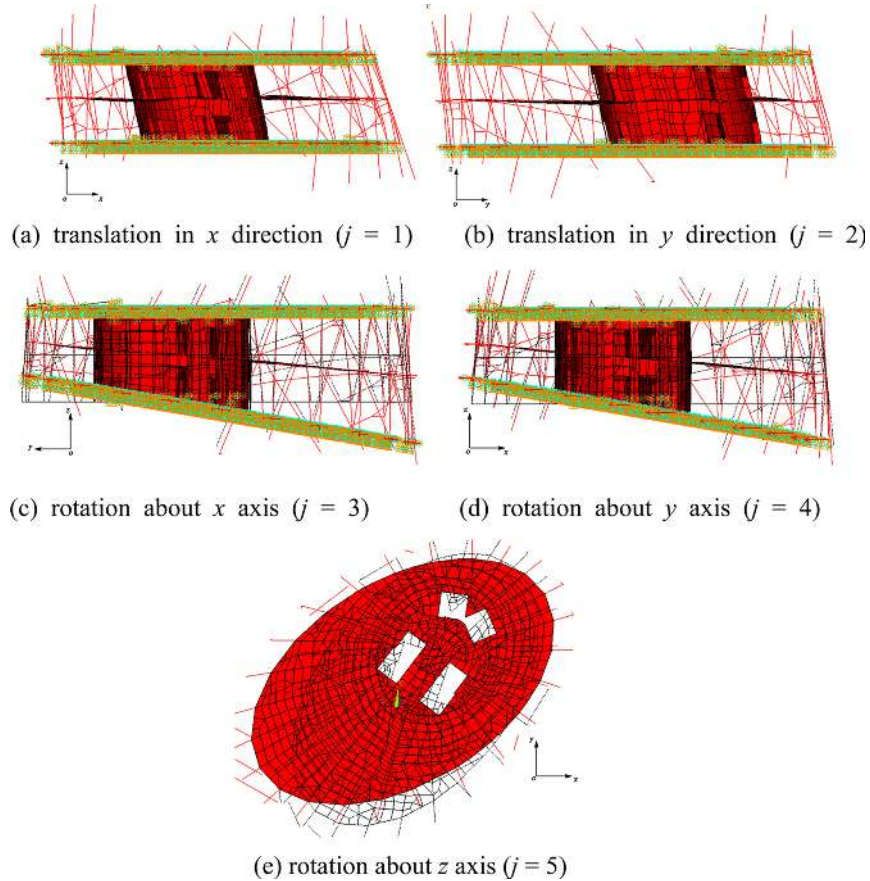 z
o
x
z
o
y
(a) translation in x direction (j = 1)
(b) translation in y direction (j = 2)
z
y
o
z
o
x
(c) rotation about x axis (j = 3)
(d) rotation about y axis (j = 4)
y
o
x
(e) rotation about z axis (j = 5)